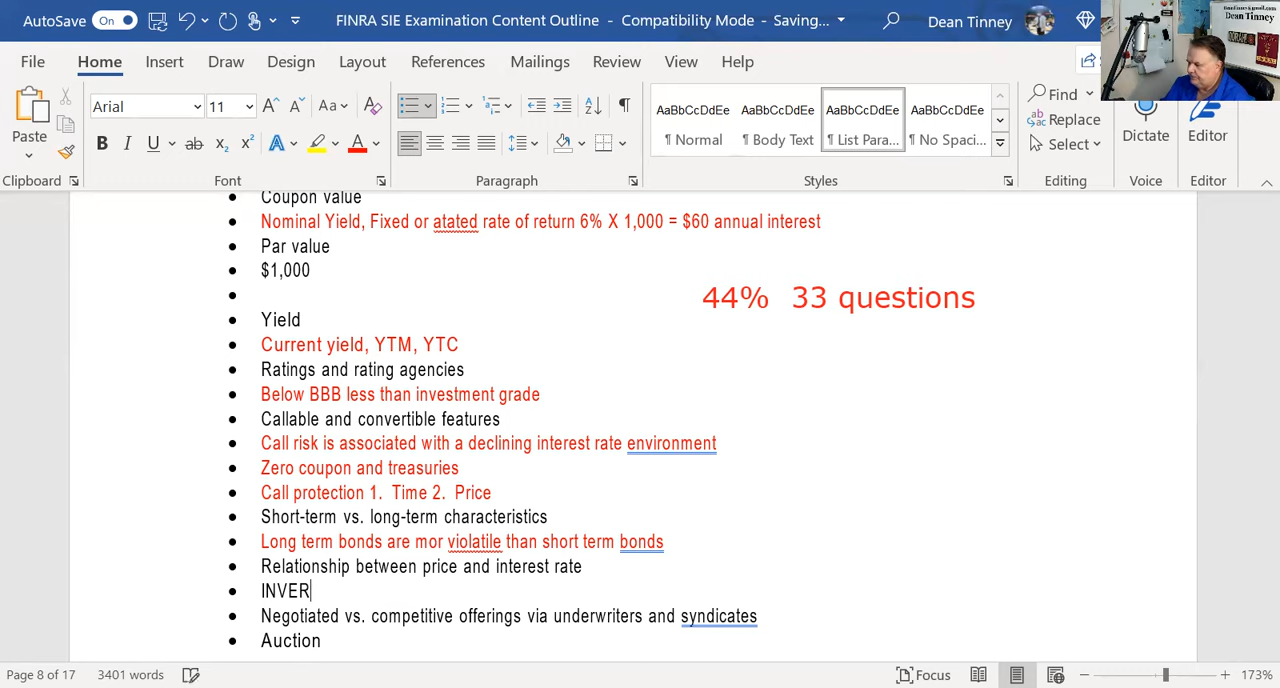 AutoSave On FINRA SIE Examination Content Outline - Compatibility Mode - Saving... Dean Tinney
Dean Tinney
File Home Insert Draw Design Layout References Mailings Review View Help
Paste
Arial 11 Aa
B I U ab x₂ x² A A
AaBbCcDdEe AaBbCcDdEe AaBbCcDdEe AaBbCcDdEe
¶ Normal ¶ Body Text ¶ List Para... ¶ No Spaci...
Find
Replace
Select
Dictate Editor
Clipboard Font Paragraph Styles Editing Voice Editor
• Coupon value
• Nominal Yield, Fixed or atated rate of return 6% X 1,000 = $60 annual interest
• Par value
• $1,000
44% 33 questions
• Yield
• Current yield, YTM, YTC
• Ratings and rating agencies
• Below BBB less than investment grade
• Callable and convertible features
• Call risk is associated with a declining interest rate environment
• Zero coupon and treasuries
• Call protection 1. Time 2. Price
• Short-term vs. long-term characteristics
• Long term bonds are mor violatile than short term bonds
• Relationship between price and interest rate
• INVER
• Negotiated vs. competitive offerings via underwriters and syndicates
• Auction
Page 8 of 17 3401 words Focus 173%